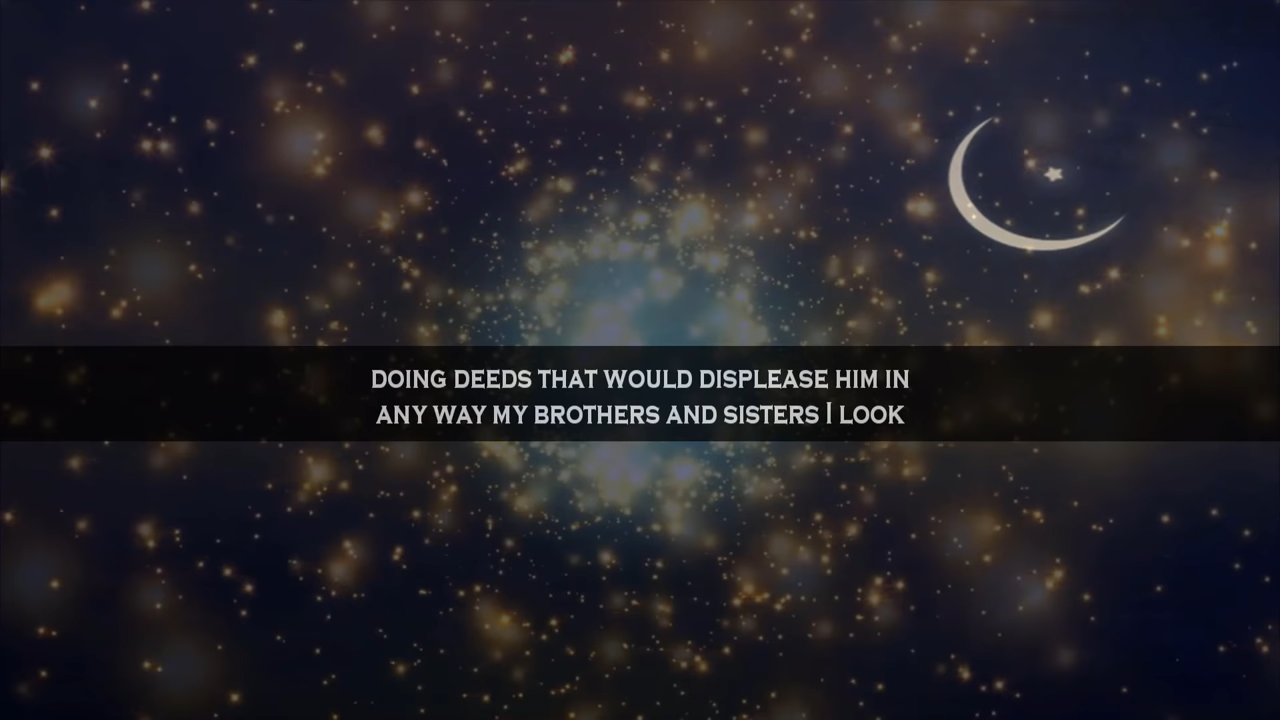 DOING DEEDS THAT WOULD DISPLEASE HIM IN
ANY WAY MY BROTHERS AND SISTERS I LOOK